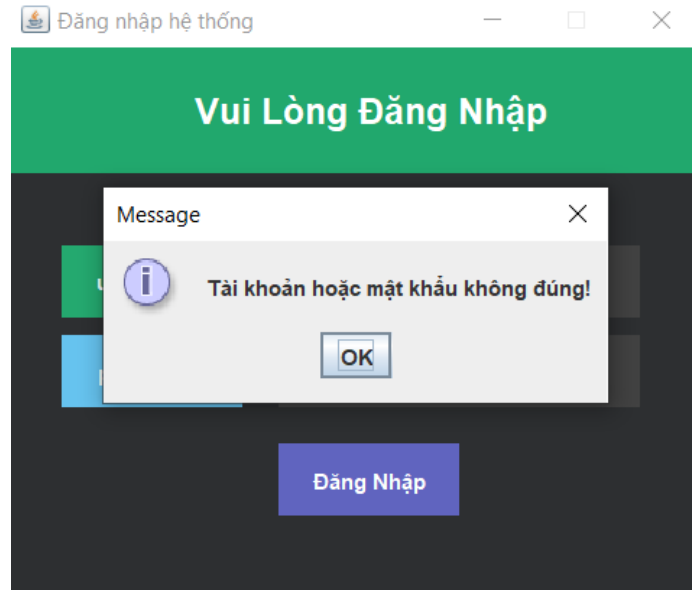 Đăng nhập hệ thống
Vui Lòng Đăng Nhập
Message
Tài khoản hoặc mật khẩu không đúng!
OK
Đăng Nhập